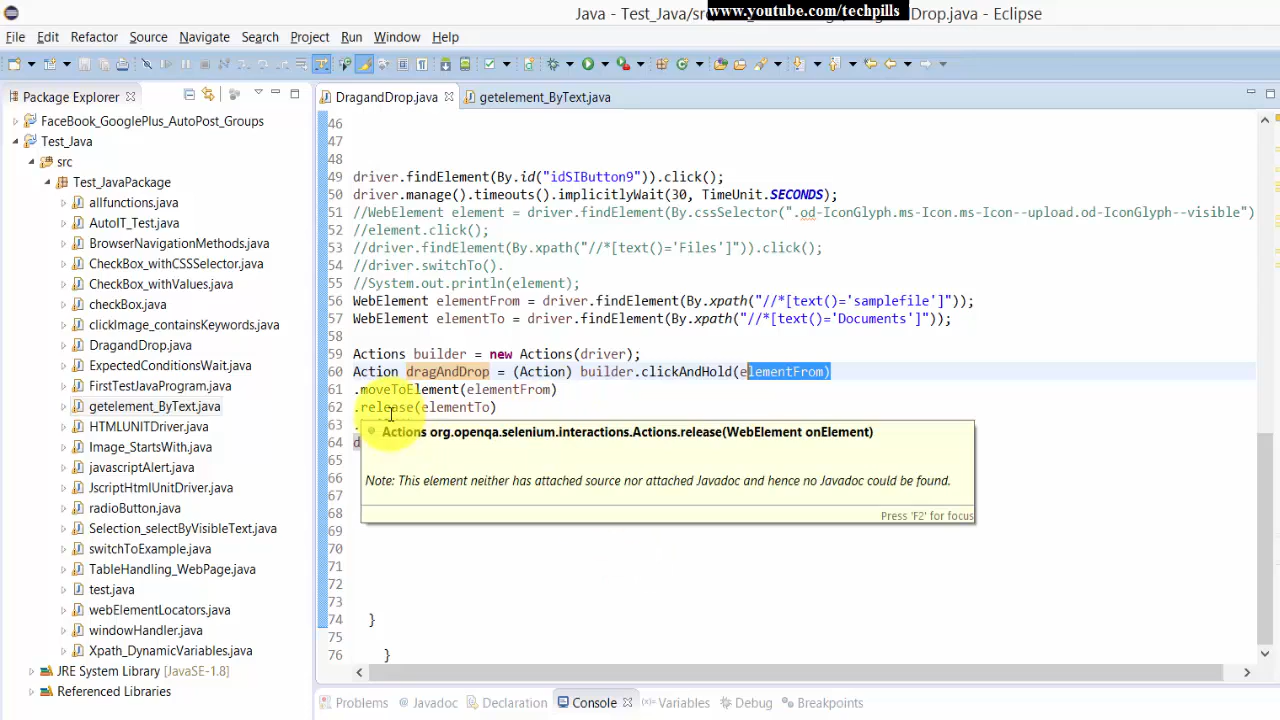 Java - Test_Java/sr
www.youtube.com/techpills
Drop.java - Eclipse
File Edit Refactor Source Navigate Search Project Run Window Help
Package Explorer
FaceBook_GooglePlus_AutoPost_Groups
Test_Java
src
Test_JavaPackage
allfunctions.java
AutoIT_Test.java
BrowserNavigationMethods.java
CheckBox_withCSSSelector.java
CheckBox_withValues.java
checkBox.java
clickImage_containsKeywords.java
DragandDrop.java
ExpectedConditionsWait.java
FirstTestJavaProgram.java
getelement_ByText.java
HTMLUNITDriver.java
Image_StartsWith.java
javascriptAlert.java
JscriptHtmlUnitDriver.java
radioButton.java
Selection_selectByVisibleText.java
switchToExample.java
TableHandling_WebPage.java
test.java
webElementLocators.java
windowHandler.java
Xpath_DynamicVariables.java
JRE System Library [JavaSE-1.8]
Referenced Libraries
DragandDrop.java getelement_ByText.java
46
47
48
49 driver.findElement(By.id("idSIButton9")).click();
50 driver.manage().timeouts().implicitlyWait(30, TimeUnit.SECONDS);
51 //WebElement element = driver.findElement(By.cssSelector(".od-IconGlyph.ms-Icon.ms-Icon--upload.od-IconGlyph--visible")
52 //element.click();
53 //driver.findElement(By.xpath("//*[text()='Files']")).click();
54 //driver.switchTo().
55 //System.out.println(element);
56 WebElement elementFrom = driver.findElement(By.xpath("//*[text()='samplefile']"));
57 WebElement elementTo = driver.findElement(By.xpath("//*[text()='Documents']"));
58
59 Actions builder = new Actions(driver);
60 Action dragAndDrop = (Action) builder.clickAndHold(elementFrom)
61 .moveToElement(elementFrom)
62 .release(elementTo)
63 .
64 d
65
66
67
68
69
70
71
72
73
74 }
75
76 }
Actions org.openqa.selenium.interactions.Actions.release(WebElement onElement)
Note: This element neither has attached source nor attached Javadoc and hence no Javadoc could be found.
Press 'F2' for focus
Problems Javadoc Declaration Console Variables Debug Breakpoints